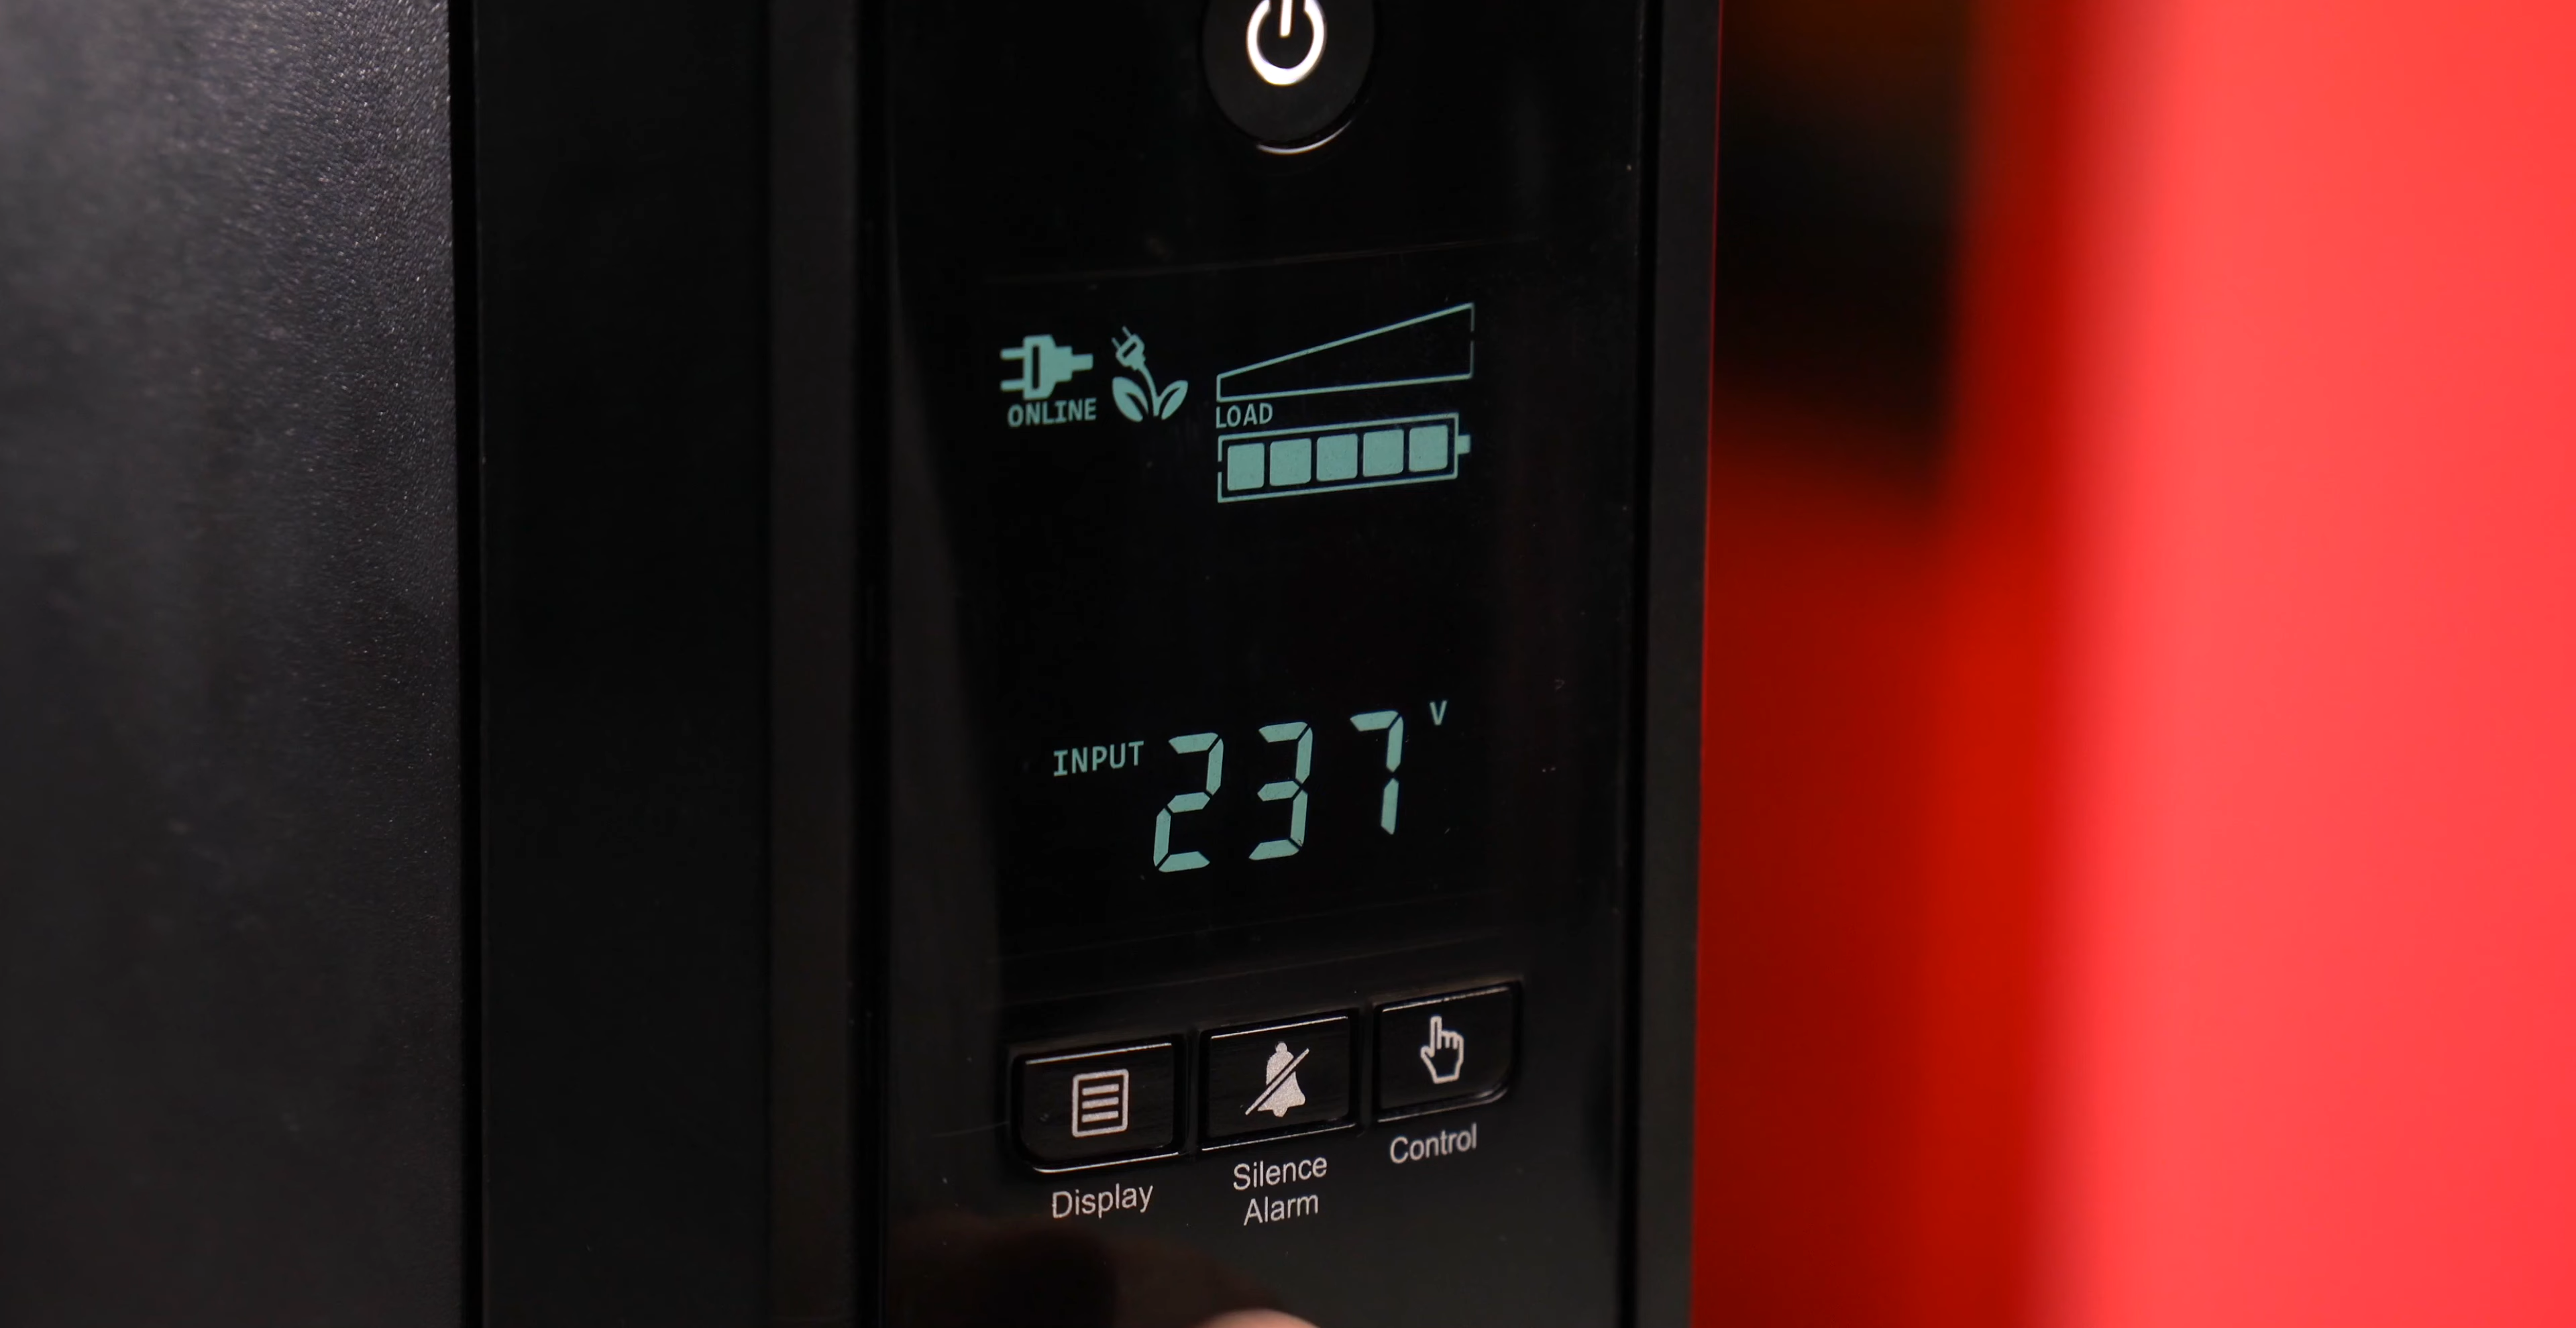 ONLINE
LOAD
INPUT 237 V
Display
Silence
Alarm
Control